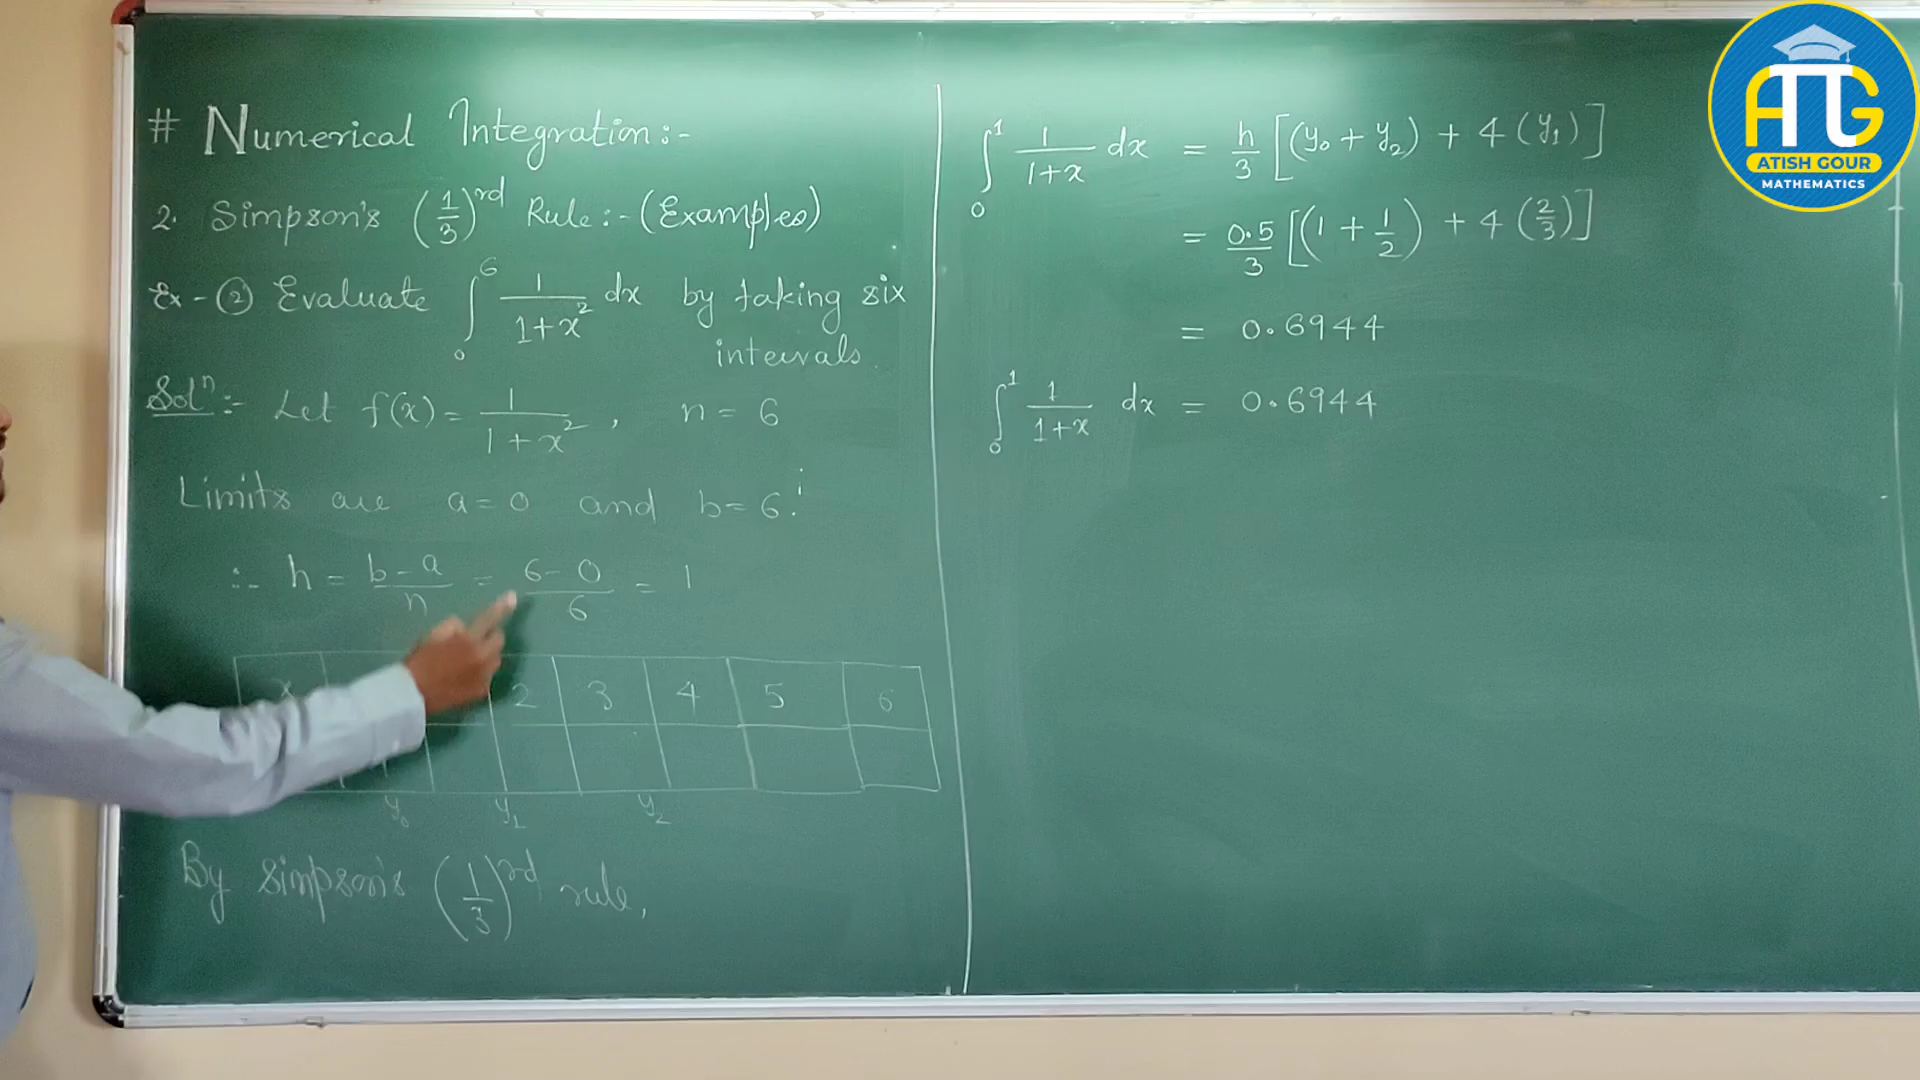 # Numerical Integration:-
2. Simpson's (1/3)^rd Rule:- (Examples)
Ex-② Evaluate ∫₀⁶ 1/(1+x²) dx by taking six
intervals.
Solⁿ:- Let f(x) = 1/(1+x²), n = 6
Limits are a=0 and b=6.
∴- h = (b-a)/n = (6-0)/6 = 1
x 2 3 4 5 6
y₀ y₁ y₂
By Simpson's (1/3)^rd rule,
∫₀¹ 1/(1+x) dx = h/3 [(y₀ + y₂) + 4(y₁)]
= 0.5/3 [(1 + 1/2) + 4(2/3)]
= 0.6944
∫₀¹ 1/(1+x) dx = 0.6944
ATG
ATISH GOUR
MATHEMATICS